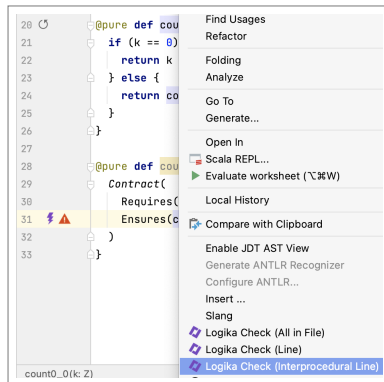 20 @pure def cou
21 if (k == 0)
22 return k
23 } else {
24 return co
25 }
26 }
27
28 @pure def cou
29 Contract(
30 Requires(
31 Ensures(c
32 )
33 }
count0_0(k: Z)
Find Usages
Refactor
Folding
Analyze
Go To
Generate...
Open In
Scala REPL...
Evaluate worksheet (⌥⌘W)
Local History
Compare with Clipboard
Enable JDT AST View
Generate ANTLR Recognizer
Configure ANTLR...
Insert ...
Slang
Logika Check (All in File)
Logika Check (Line)
Logika Check (Interprocedural Line)